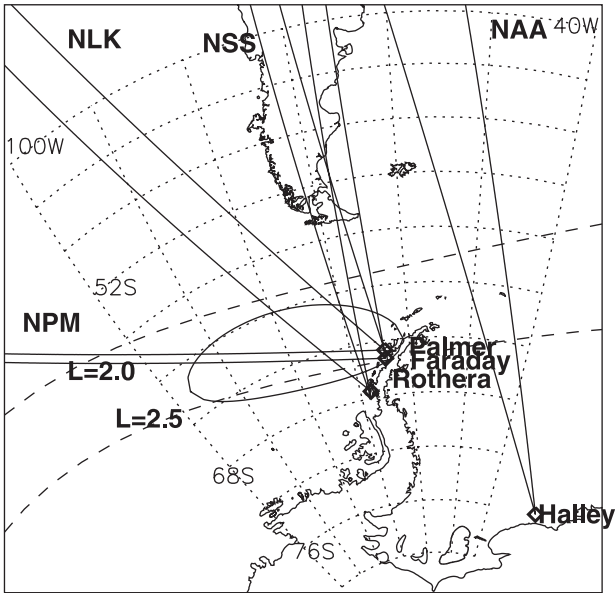 NLK
NSS
NAA
40W
100W
52S
NPM
L=2.0
Palmer
Faraday
Rothera
L=2.5
68S
Halley
76S